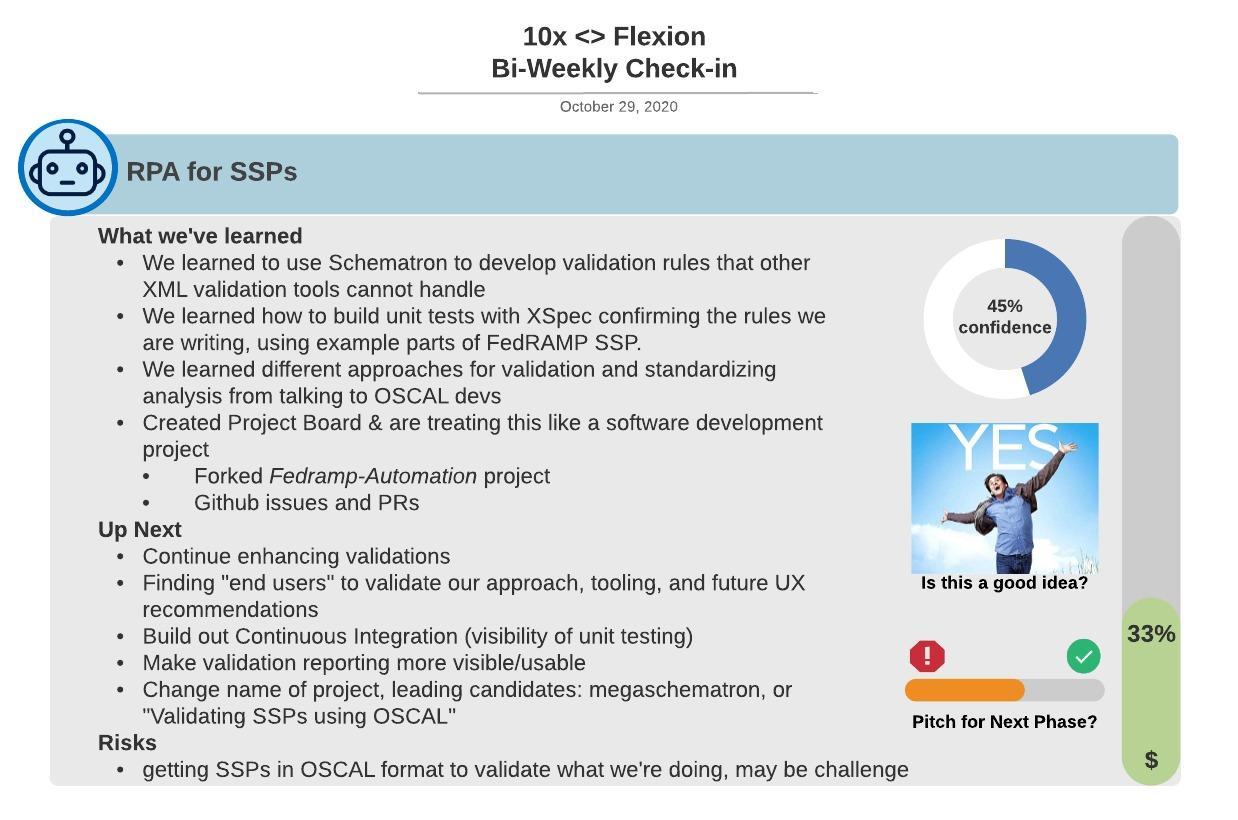 10x <> Flexion
Bi-Weekly Check-in
October 29, 2020
RPA for SSPs
What we've learned
• We learned to use Schematron to develop validation rules that other
XML validation tools cannot handle
• We learned how to build unit tests with XSpec confirming the rules we
are writing, using example parts of FedRAMP SSP.
• We learned different approaches for validation and standardizing
analysis from talking to OSCAL devs
• Created Project Board & are treating this like a software development
project
• Forked Fedramp-Automation project
• Github issues and PRs
Up Next
• Continue enhancing validations
• Finding "end users" to validate our approach, tooling, and future UX
recommendations
• Build out Continuous Integration (visibility of unit testing)
• Make validation reporting more visible/usable
• Change name of project, leading candidates: megaschematron, or
"Validating SSPs using OSCAL"
Risks
• getting SSPs in OSCAL format to validate what we're doing, may be challenge
45%
confidence
YES
Is this a good idea?
!
Pitch for Next Phase?
33%
$